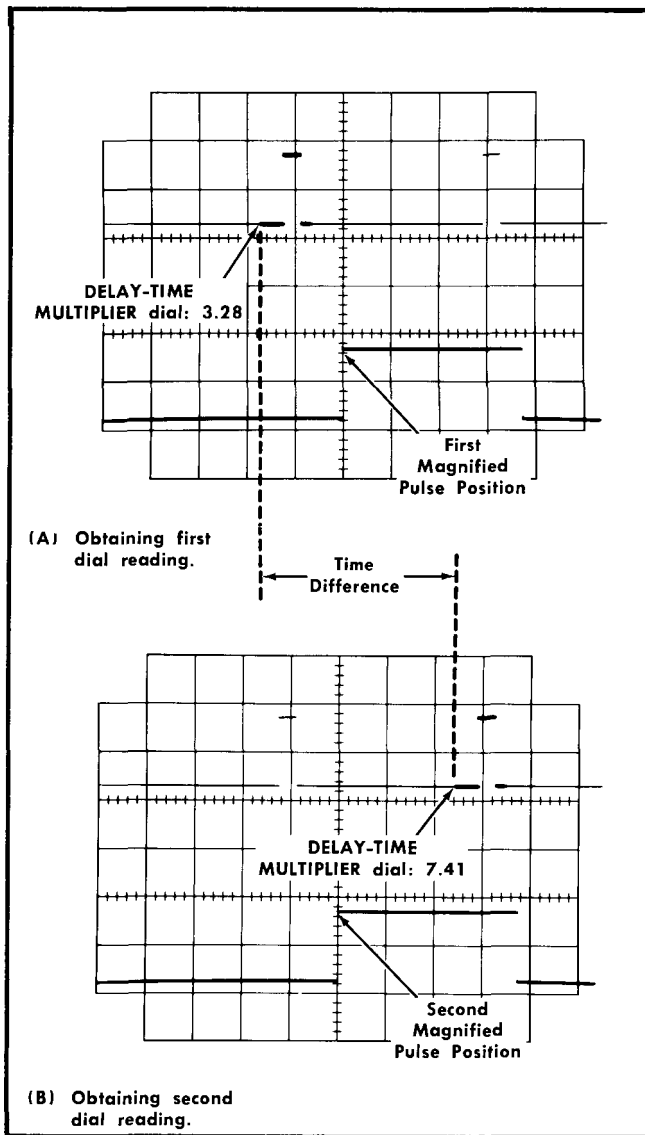 DELAY-TIME
MULTIPLIER dial: 3.28
First
Magnified
Pulse Position
(A) Obtaining first
dial reading.
Time
Difference
DELAY-TIME
MULTIPLIER dial: 7.41
Second
Magnified
Pulse Position
(B) Obtaining second
dial reading.